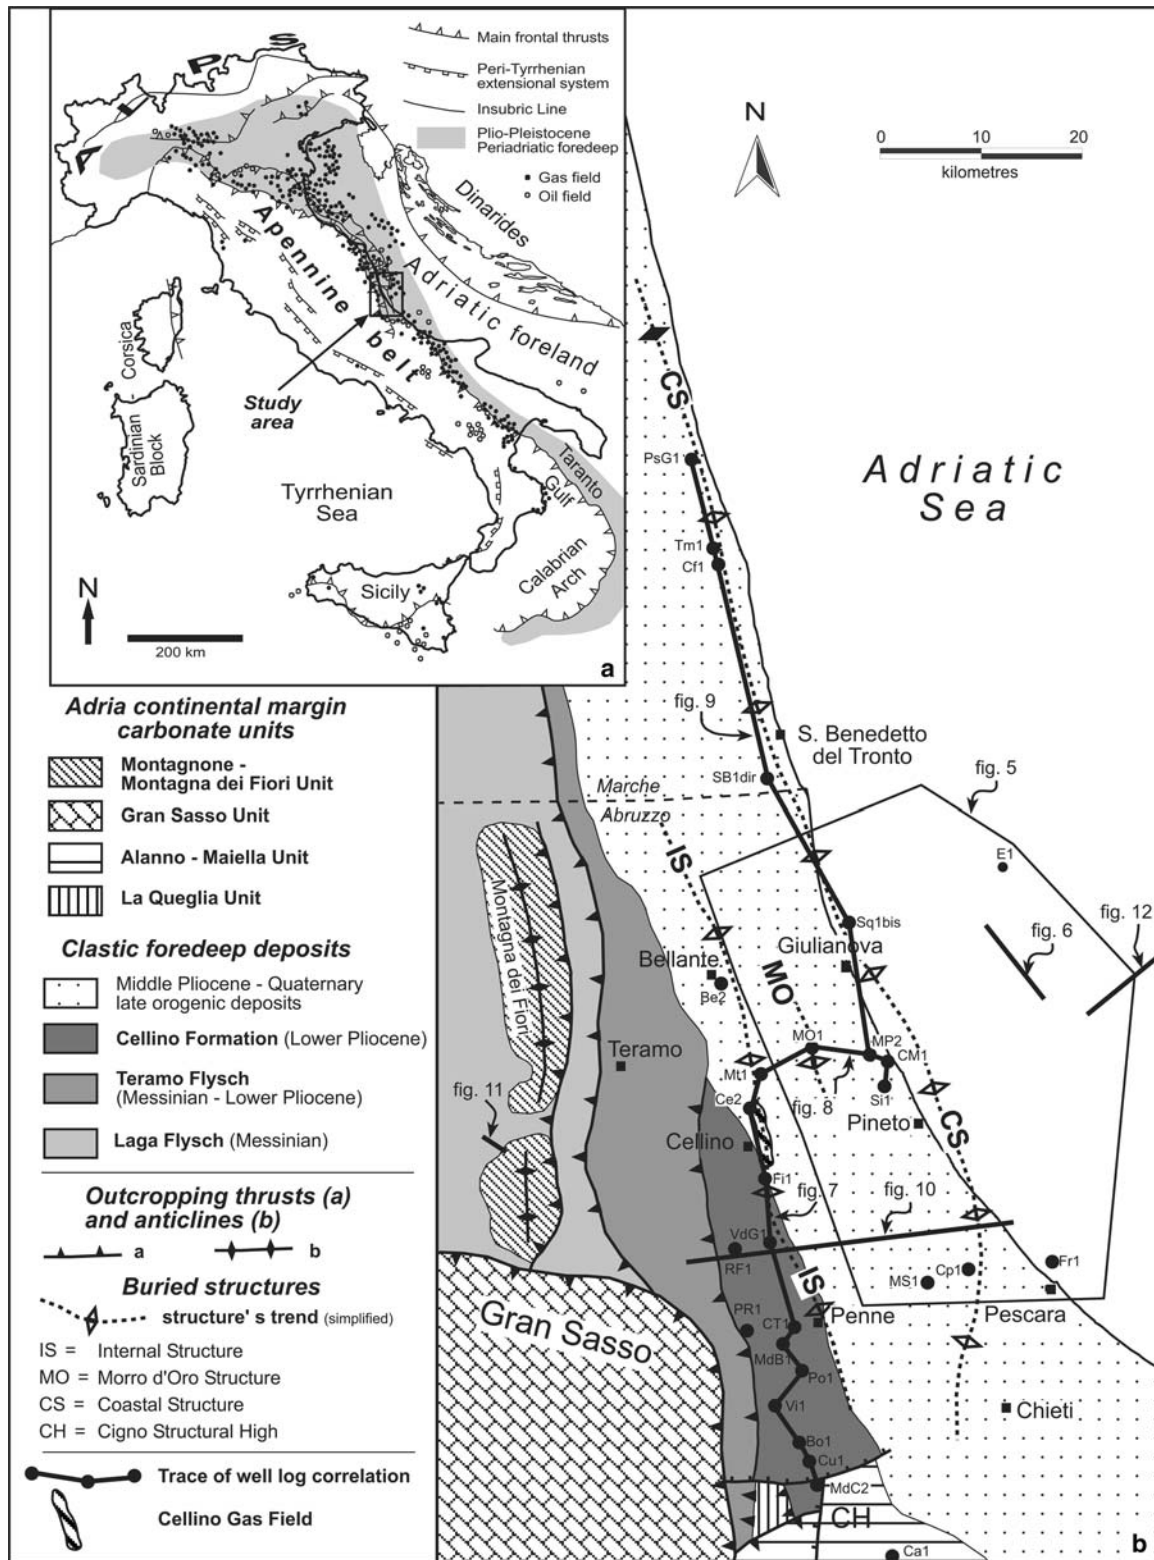 ALPS
Main frontal thrusts
Peri-Tyrrhenian
extensional system
Insubric Line
Plio-Pleistocene
Periadriatic foredeep
Gas field
Oil field
Dinarides
Apennine belt
Adriatic foreland
Corsica
Sardinian - Block
Study
area
Tyrrhenian
Sea
Taranto
Gulf
Calabrian
Arch
Sicily
N
200 km
a
N
0 10 20
kilometres
Adriatic
Sea
CS
PsG1
Tm1
Cf1
fig. 9
S. Benedetto
del Tronto
SB1dir
Marche
Abruzzo
fig. 5
E1
IS
fig. 12
fig. 6
Sq1bis
Giulianova
Bellante
Be2
MO
Montagna dei Fiori
Teramo
MO1
MP2
CM1
Mt1
Si1
fig. 8
Ce2
fig. 11
Pineto
CS
Cellino
Fi1
fig. 7
fig. 10
VdG1
RF1
IS
Cp1
Fr1
MS1
Pescara
Gran Sasso
PR1
CT1
Penne
MdB1
Po1
Vi1
Chieti
Bo1
Cu1
MdC2
CH
Ca1
b
Adria continental margin
carbonate units
Montagnone -
Montagna dei Fiori Unit
Gran Sasso Unit
Alanno - Maiella Unit
La Queglia Unit
Clastic foredeep deposits
Middle Pliocene - Quaternary
late orogenic deposits
Cellino Formation (Lower Pliocene)
Teramo Flysch
(Messinian - Lower Pliocene)
Laga Flysch (Messinian)
Outcropping thrusts (a)
and anticlines (b)
a b
Buried structures
structure's trend (simplified)
IS = Internal Structure
MO = Morro d'Oro Structure
CS = Coastal Structure
CH = Cigno Structural High
Trace of well log correlation
Cellino Gas Field